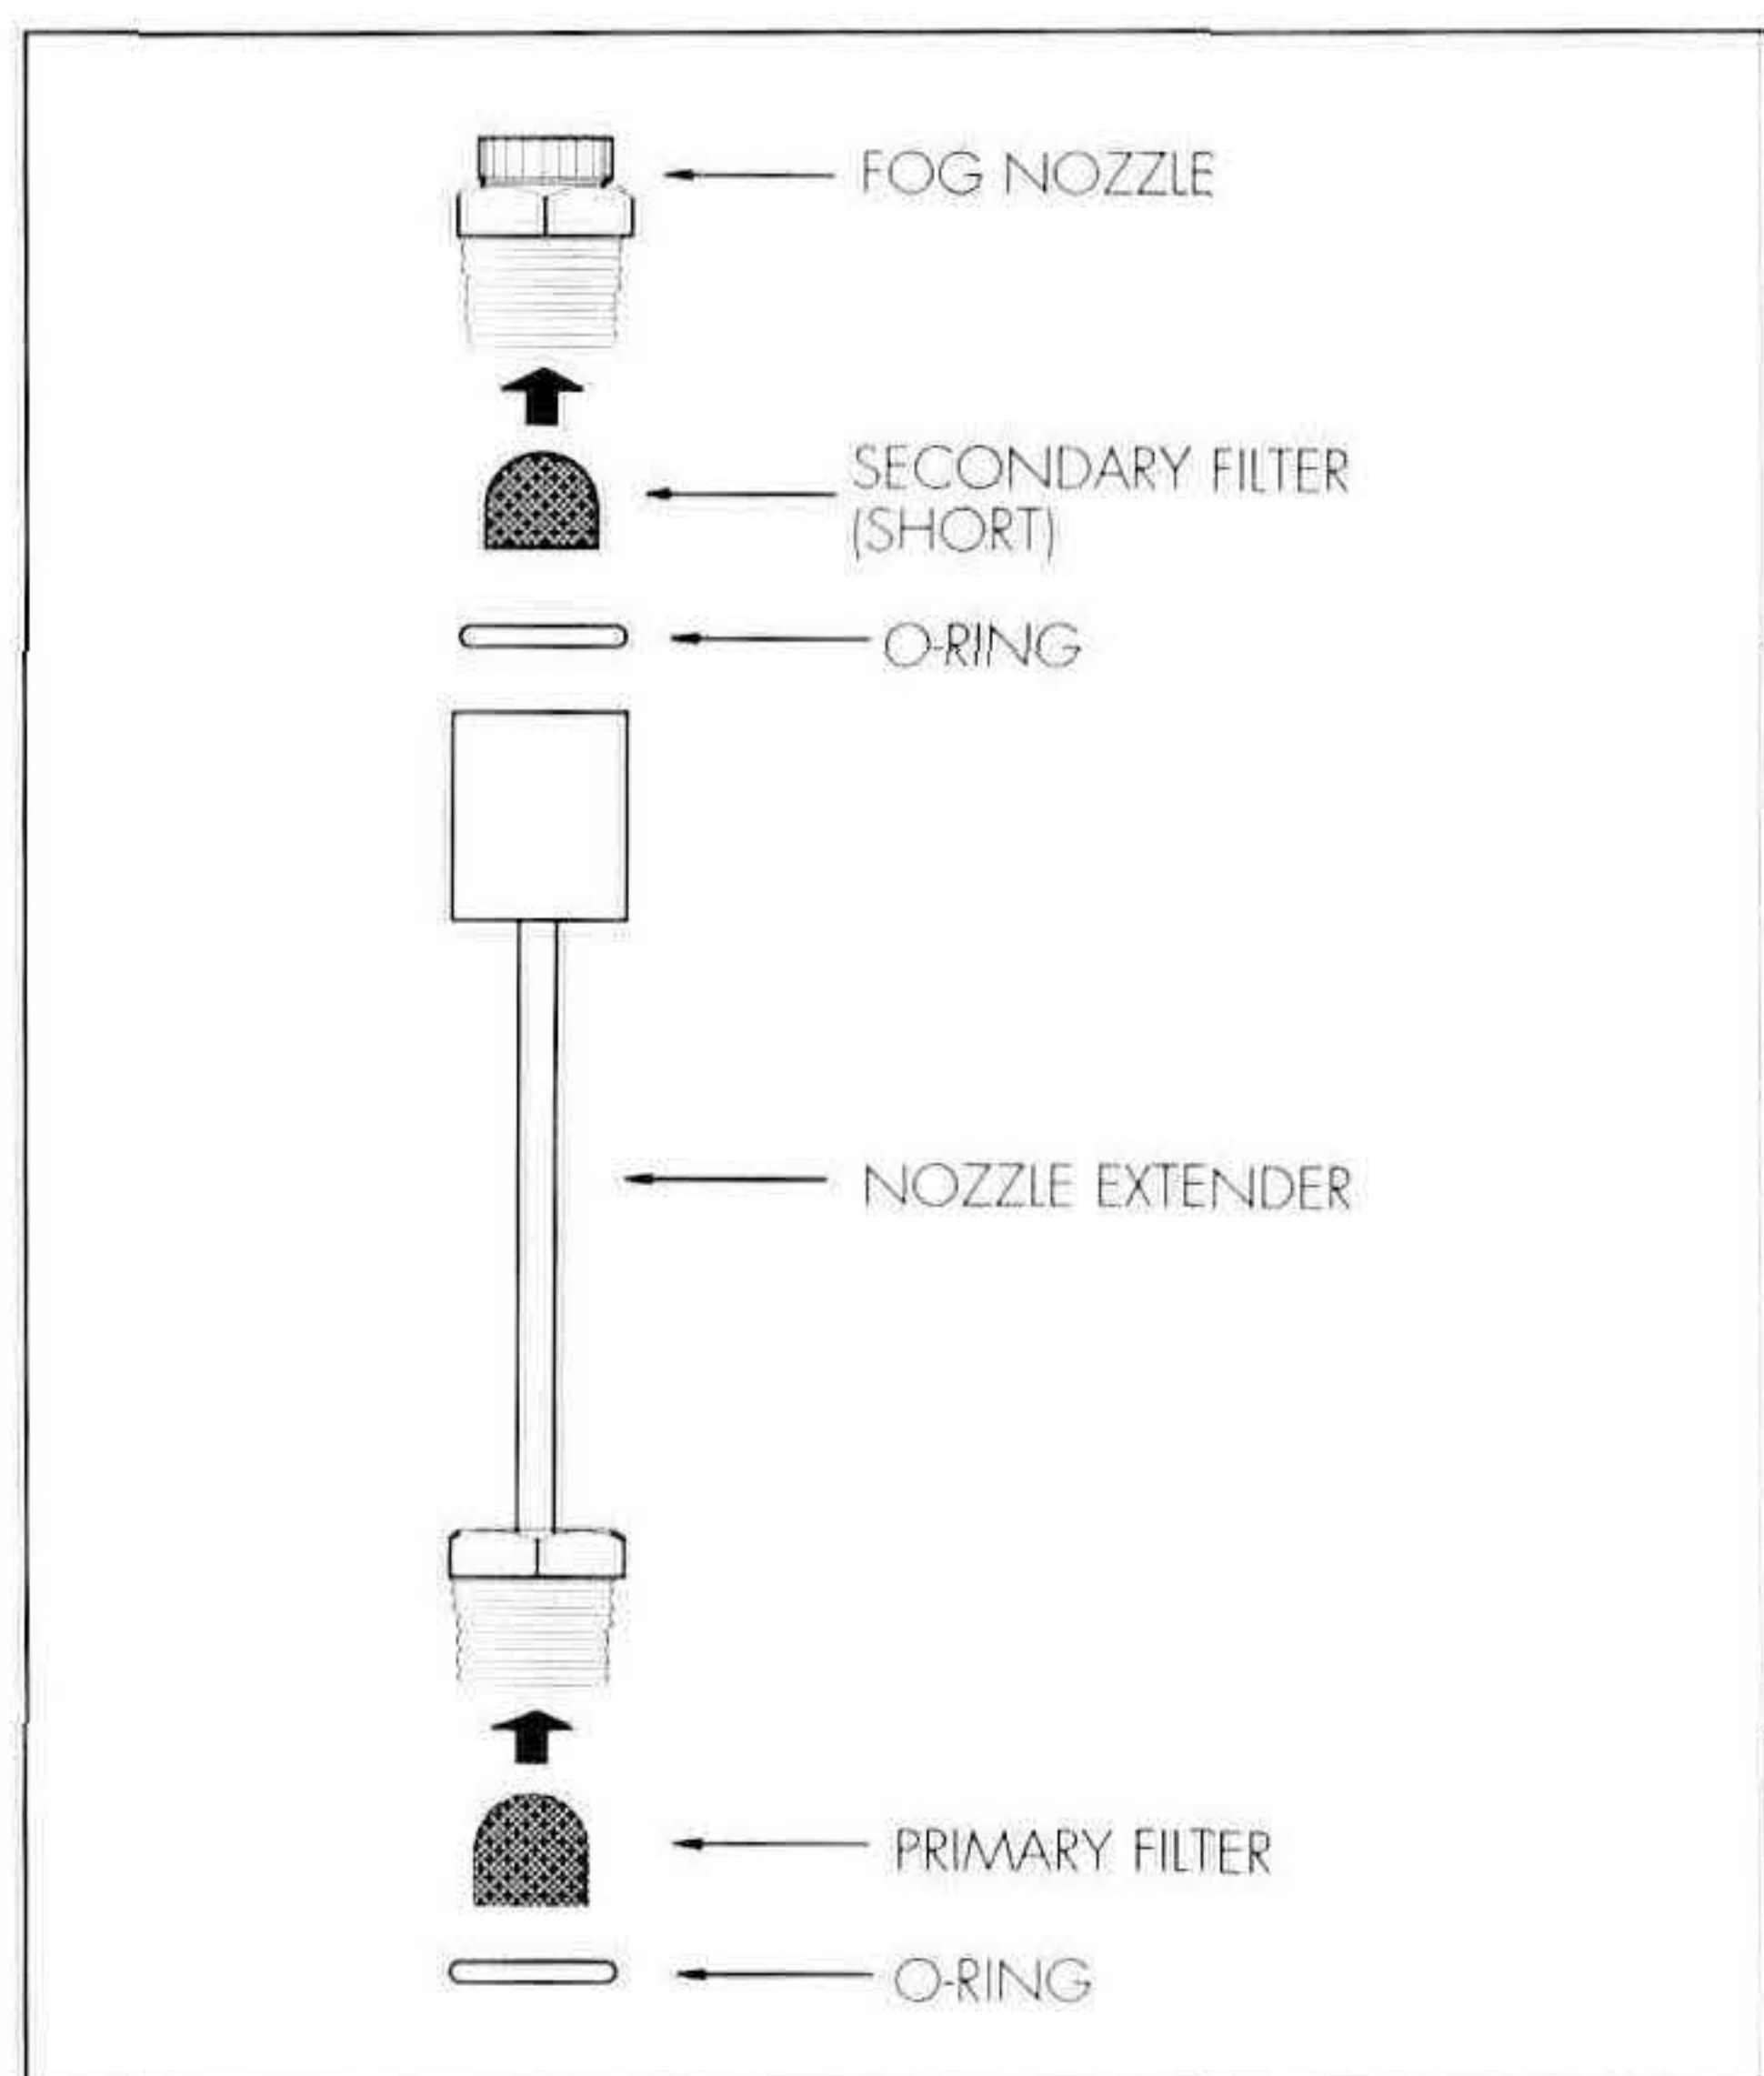 FOG NOZZLE
SECONDARY FILTER
(SHORT)
O-RING
NOZZLE EXTENDER
PRIMARY FILTER
O-RING